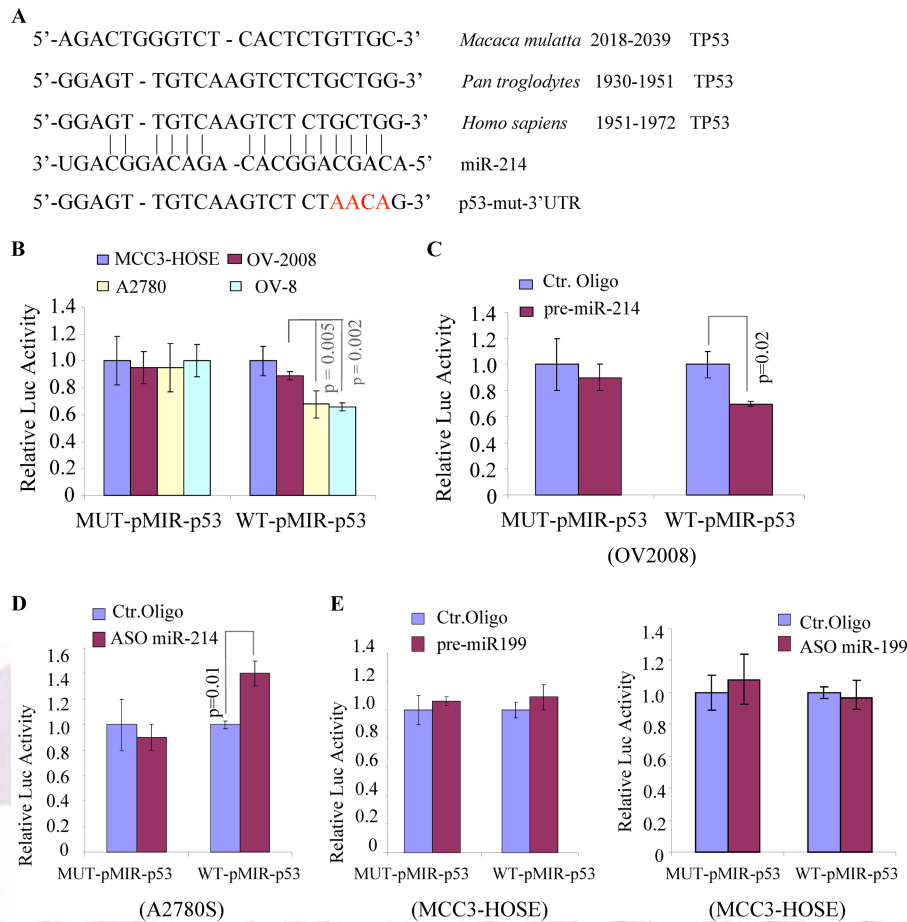 A
5’-AGACTGGGTCT - CACTCTGTTGC-3’ Macaca mulatta 2018-2039 TP53
5’-GGAGT - TGTCAAGTCTCTGCTGG-3’ Pan troglodytes 1930-1951 TP53
5’-GGAGT - TGTCAAGTCT CTGCTGG-3’ Homo sapiens 1951-1972 TP53
3’-UGACGGACAGA -CACGGACGACA-5’ miR-214
5’-GGAGT - TGTCAAGTCT CTAACAG-3’ p53-mut-3’UTR
B
MCC3-HOSE OV-2008
A2780 OV-8
Relative Luc Activity
1.4
1.2
1.0
0.8
0.6
0.4
0.2
0
p = 0.005
p = 0.002
MUT-pMIR-p53 WT-pMIR-p53
C
Ctr. Oligo
pre-miR-214
Relative Luc Activity
1.4
1.2
1.0
0.8
0.6
0.4
0.2
0
p=0.02
MUT-pMIR-p53 WT-pMIR-p53
(OV2008)
D
Ctr.Oligo
ASO miR-214
Relative Luc Activity
1.6
1.4
1.2
1.0
0.8
0.6
0.4
0.2
0
p=0.01
MUT-pMIR-p53 WT-pMIR-p53
(A2780S)
E
Ctr.Oligo
pre-miR199
Relative Luc Activity
1.4
1.2
1.0
0.8
0.6
0.4
0.2
0
MUT-pMIR-p53 WT-pMIR-p53
(MCC3-HOSE)
Ctr.Oligo
ASO miR-199
Relative Luc Activity
1.4
1.2
1.0
0.8
0.6
0.4
0.2
0
MUT-pMIR-p53 WT-pMIR-p53
(MCC3-HOSE)